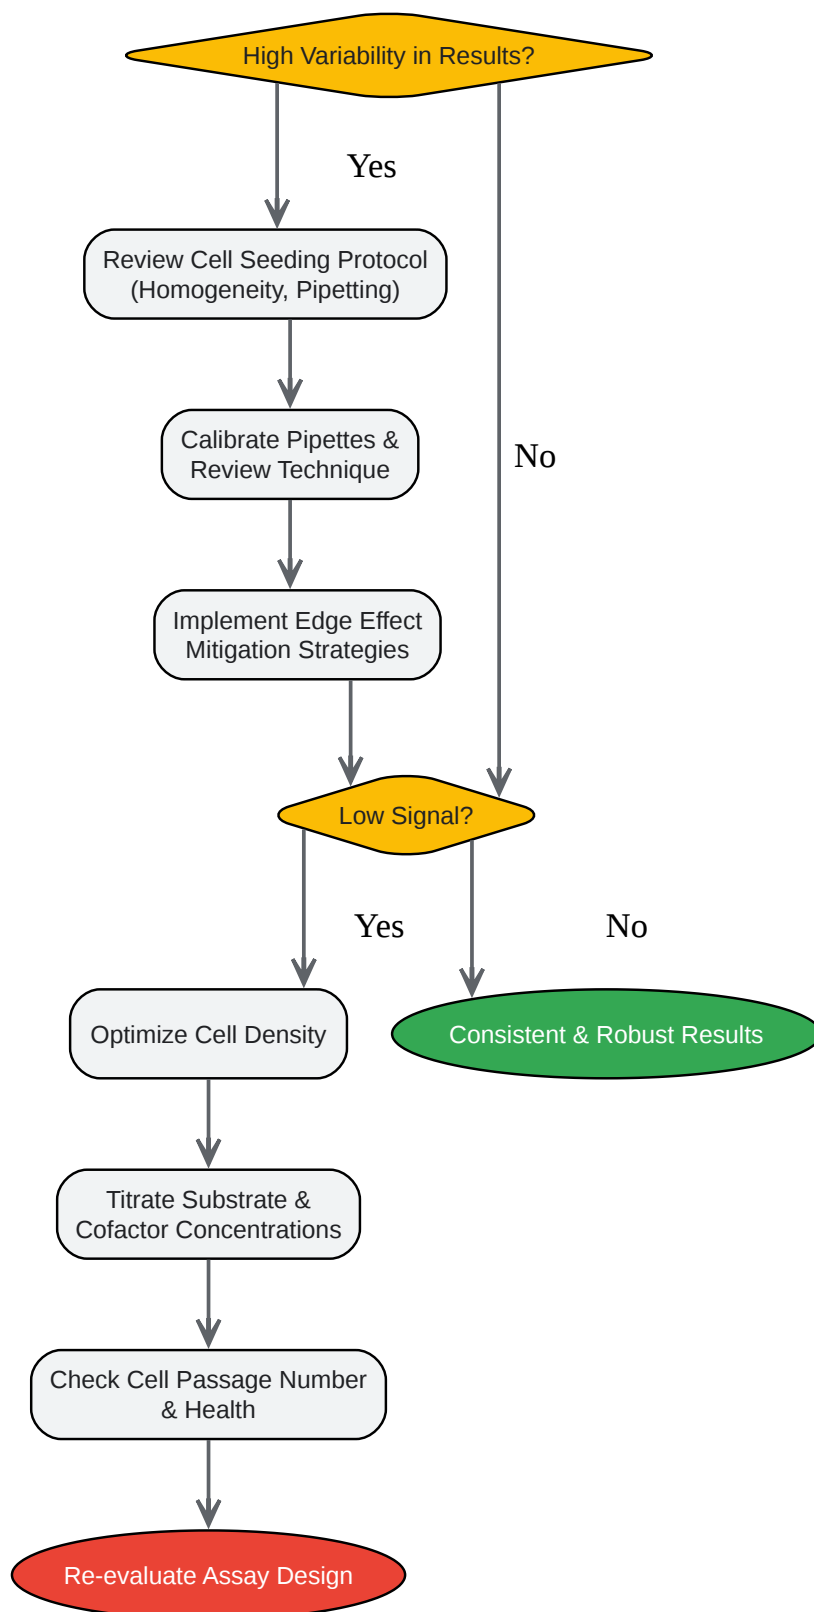 High Variability in Results?
Yes
Review Cell Seeding Protocol
(Homogeneity, Pipetting)
Calibrate Pipettes &
Review Technique
No
Implement Edge Effect
Mitigation Strategies
Low Signal?
Yes
No
Optimize Cell Density
Consistent & Robust Results
Titrate Substrate &
Cofactor Concentrations
Check Cell Passage Number
& Health
Re-evaluate Assay Design